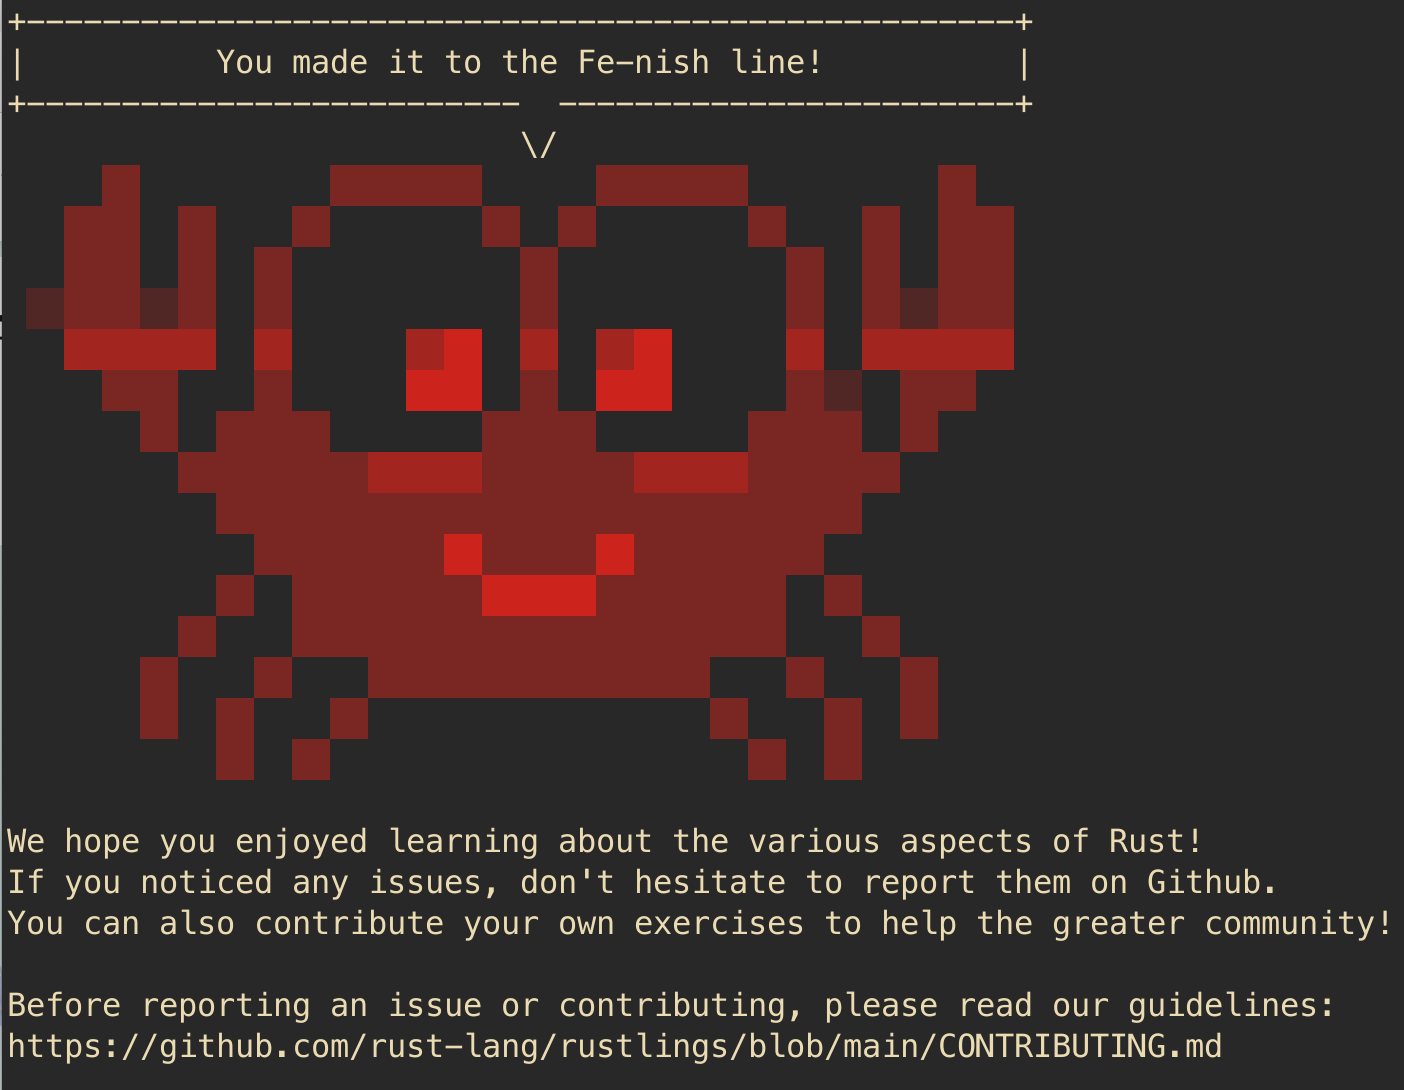 +----------------------------------------------------+
|          You made it to the Fe-nish line!          |
+--------------------------  ------------------------+
\/
We hope you enjoyed learning about the various aspects of Rust!
If you noticed any issues, don't hesitate to report them on Github.
You can also contribute your own exercises to help the greater community!
Before reporting an issue or contributing, please read our guidelines:
https://github.com/rust-lang/rustlings/blob/main/CONTRIBUTING.md